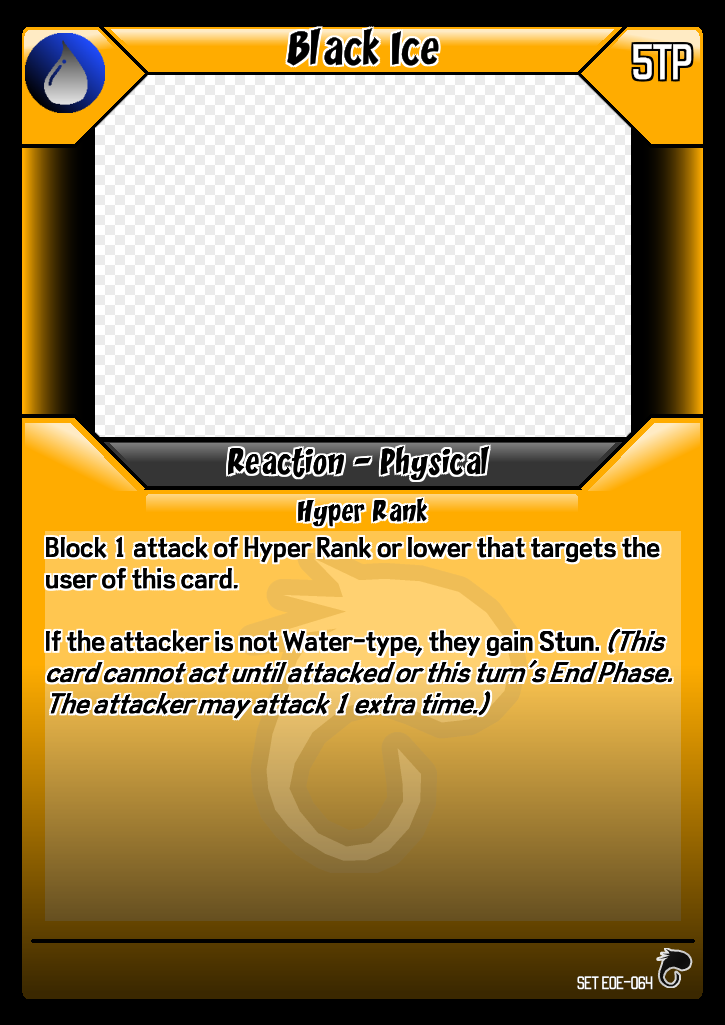 Black Ice
5TP
Reaction - Physical
Hyper Rank
Block 1 attack of Hyper Rank or lower that targets the
user of this card.
If the attacker is not Water-type, they gain Stun. (This
card cannot act until attacked or this turn's End Phase.
The attacker may attack 1 extra time.)
SET EOE-064